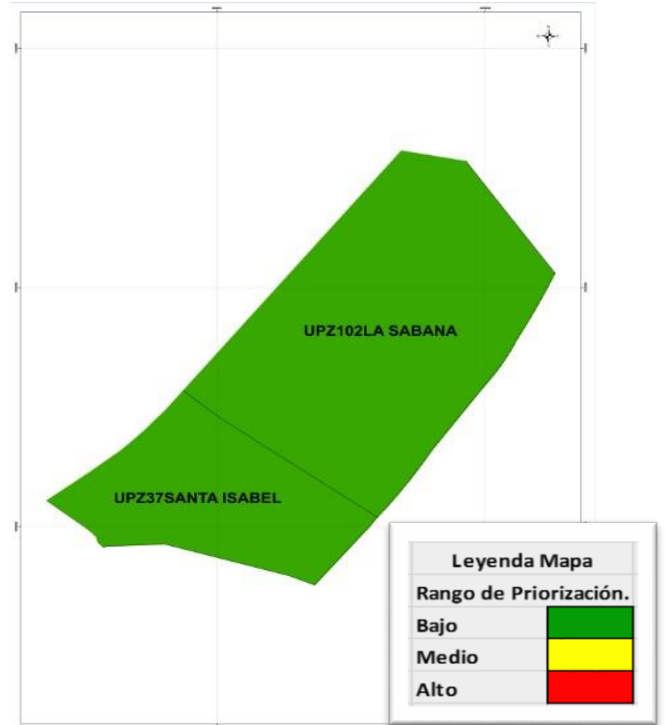 UPZ102LA SABANA
UPZ37SANTA ISABEL
Leyenda Mapa
Rango de Priorización.
Bajo
Medio
Alto